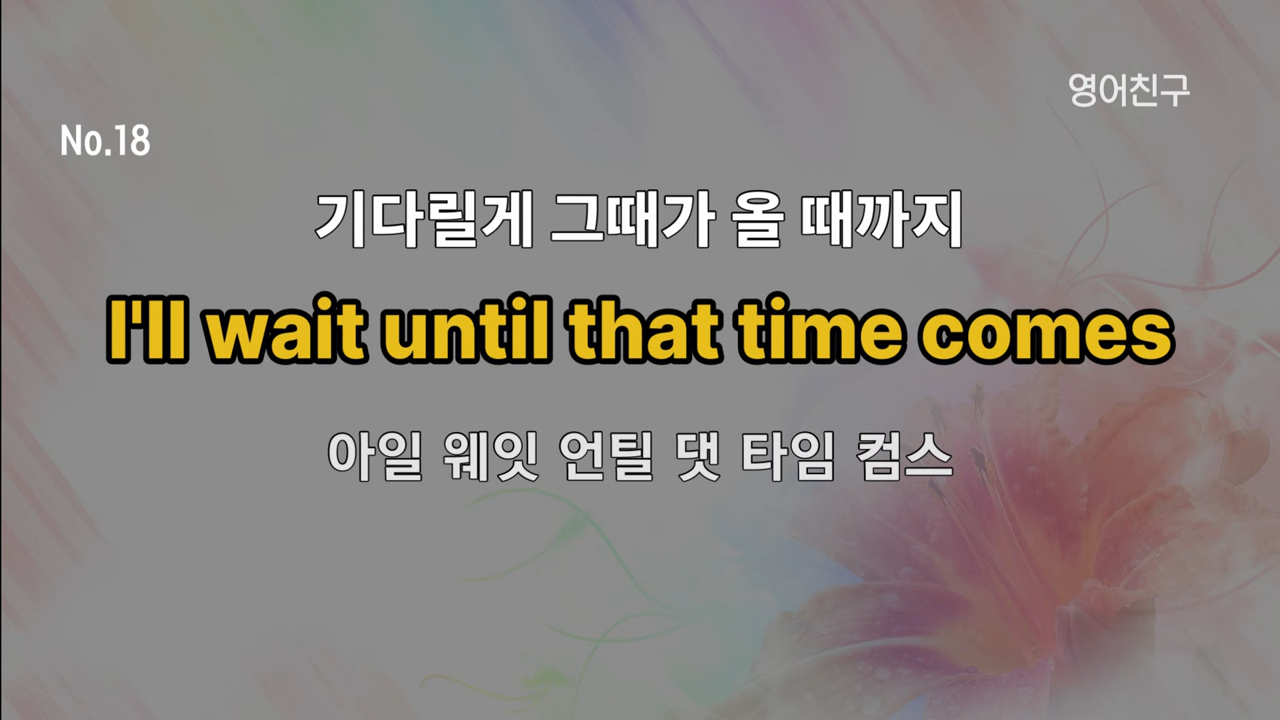 영어친구
No.18
기다릴게 그때가 올 때까지
I'll wait until that time comes
아일 웨잇 언틸 댓 타임 컴스